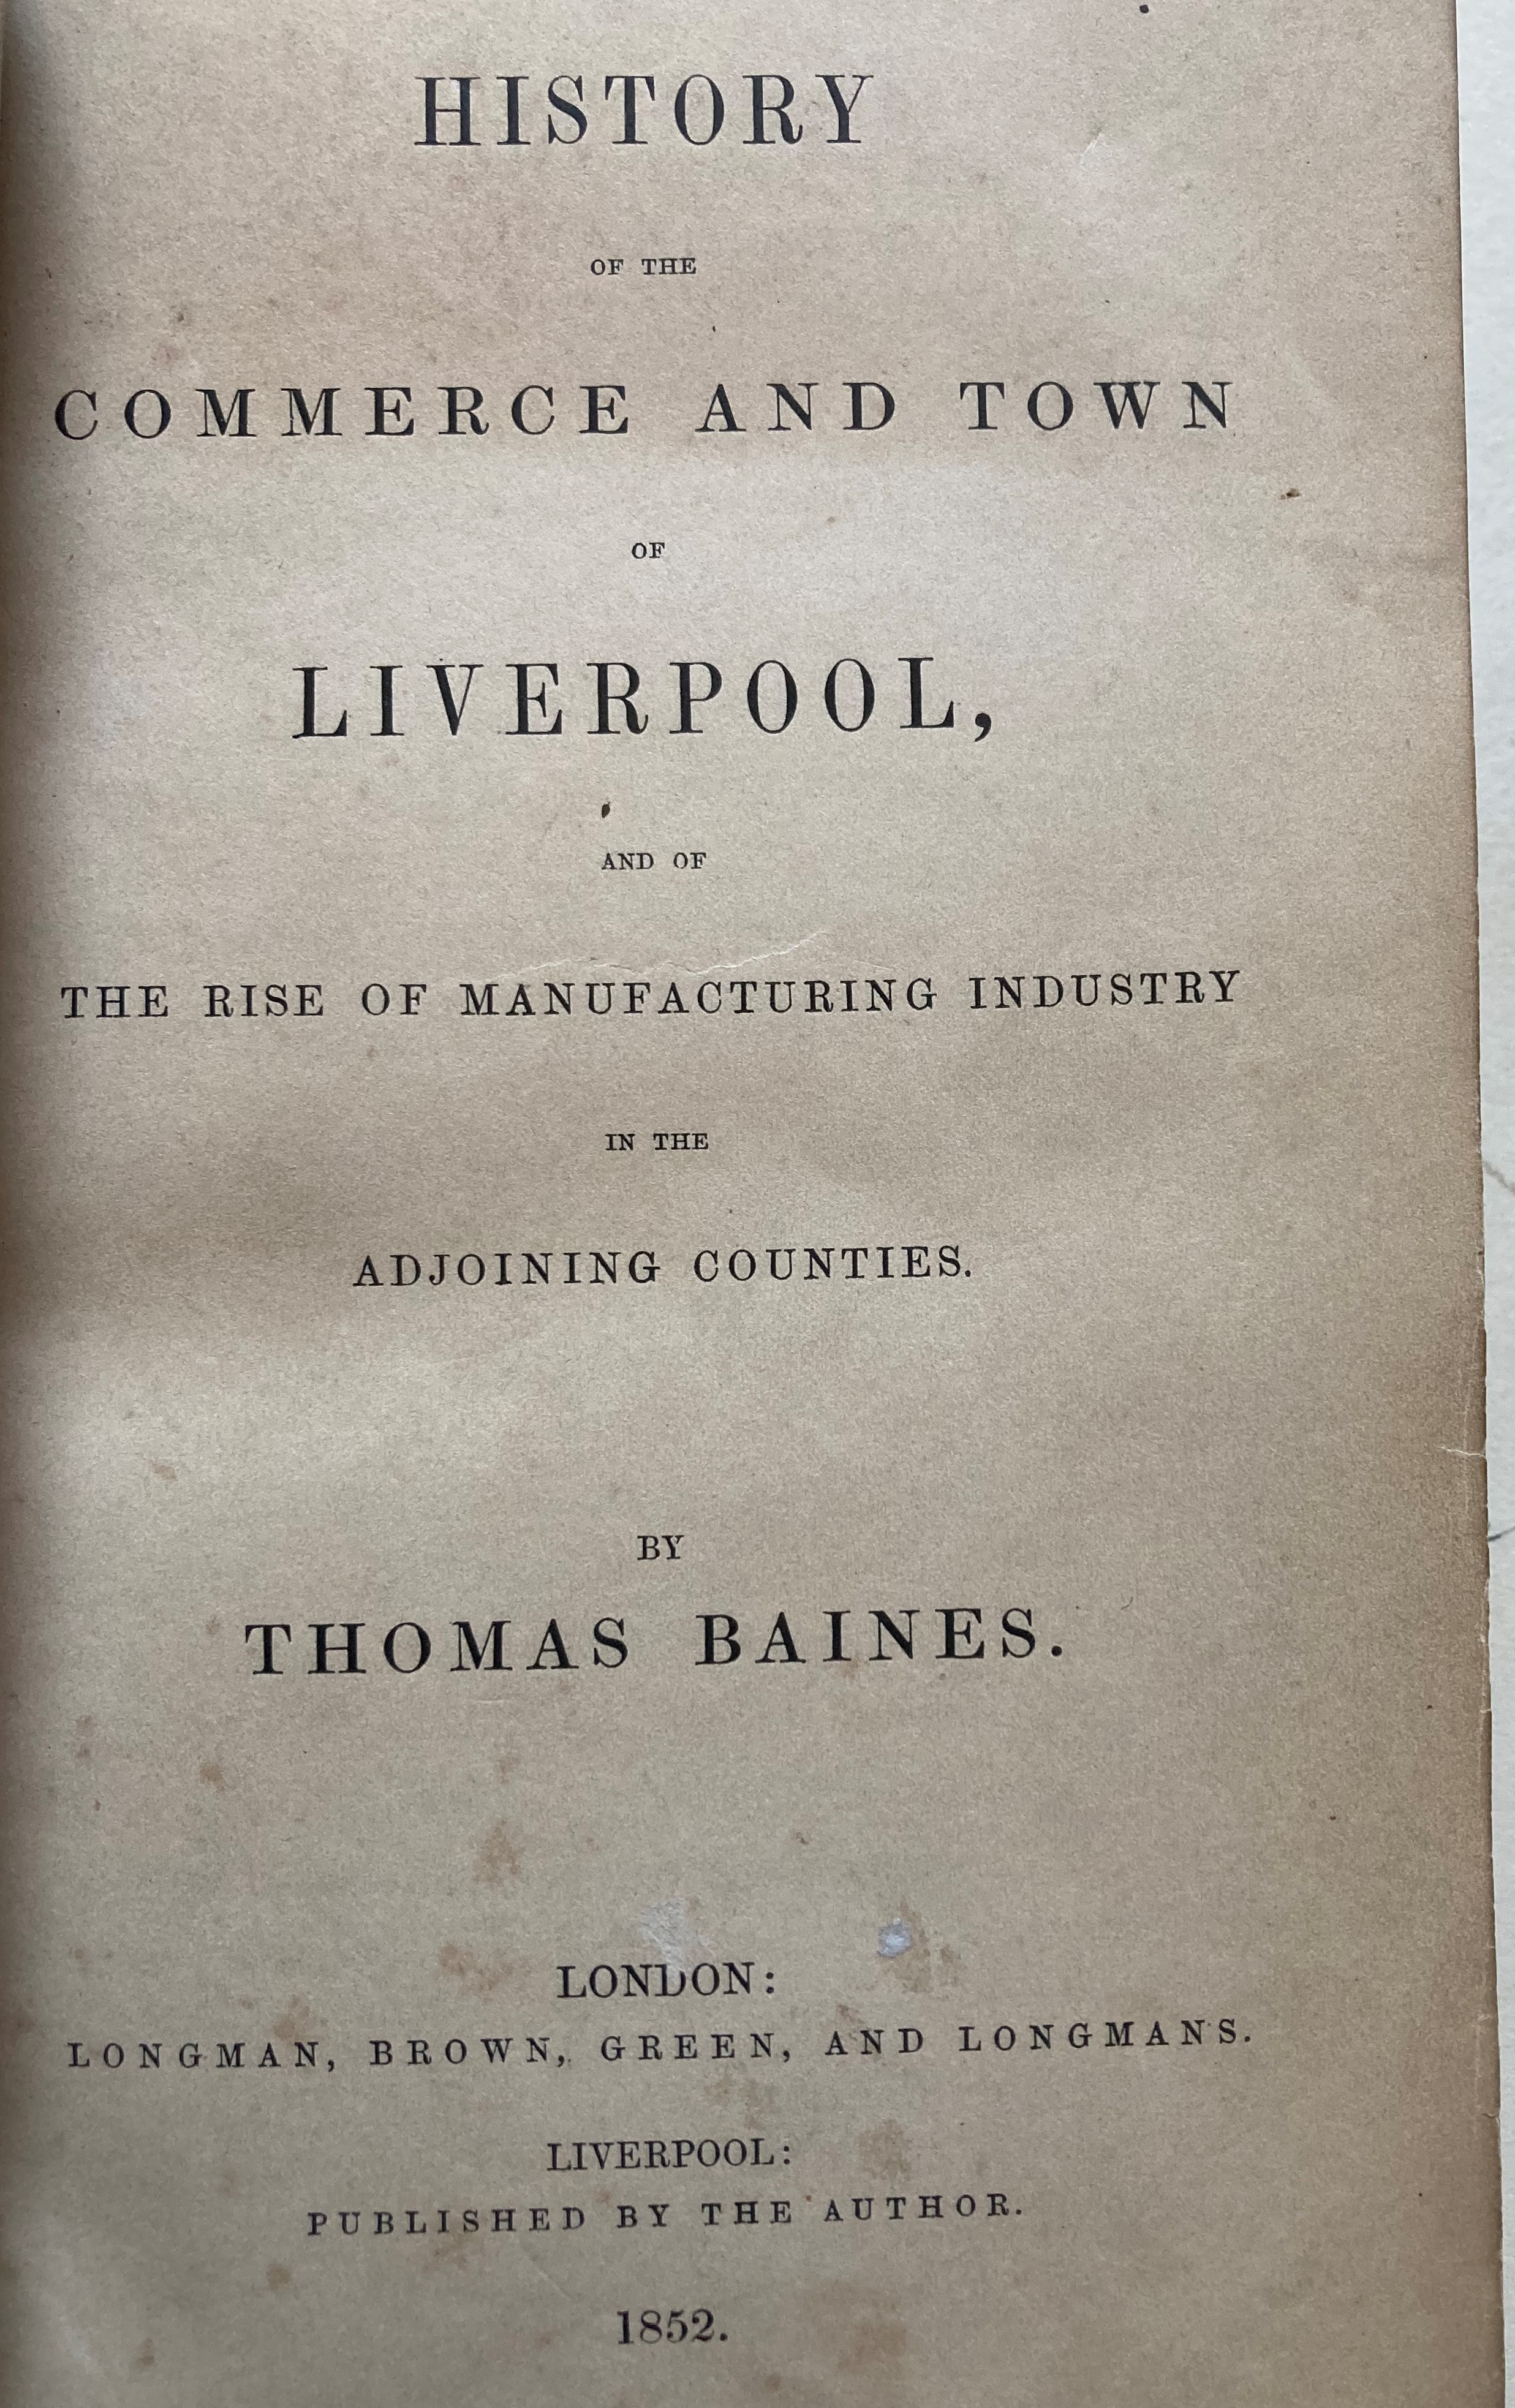 HISTORY
OF THE
COMMERCE AND TOWN
OF
LIVERPOOL,
AND OF
THE RISE OF MANUFACTURING INDUSTRY
IN THE
ADJOINING COUNTIES.
BY
THOMAS BAINES.
LONDON:
LONGMAN, BROWN, GREEN, AND LONGMANS.
LIVERPOOL:
PUBLISHED BY THE AUTHOR.
1852.